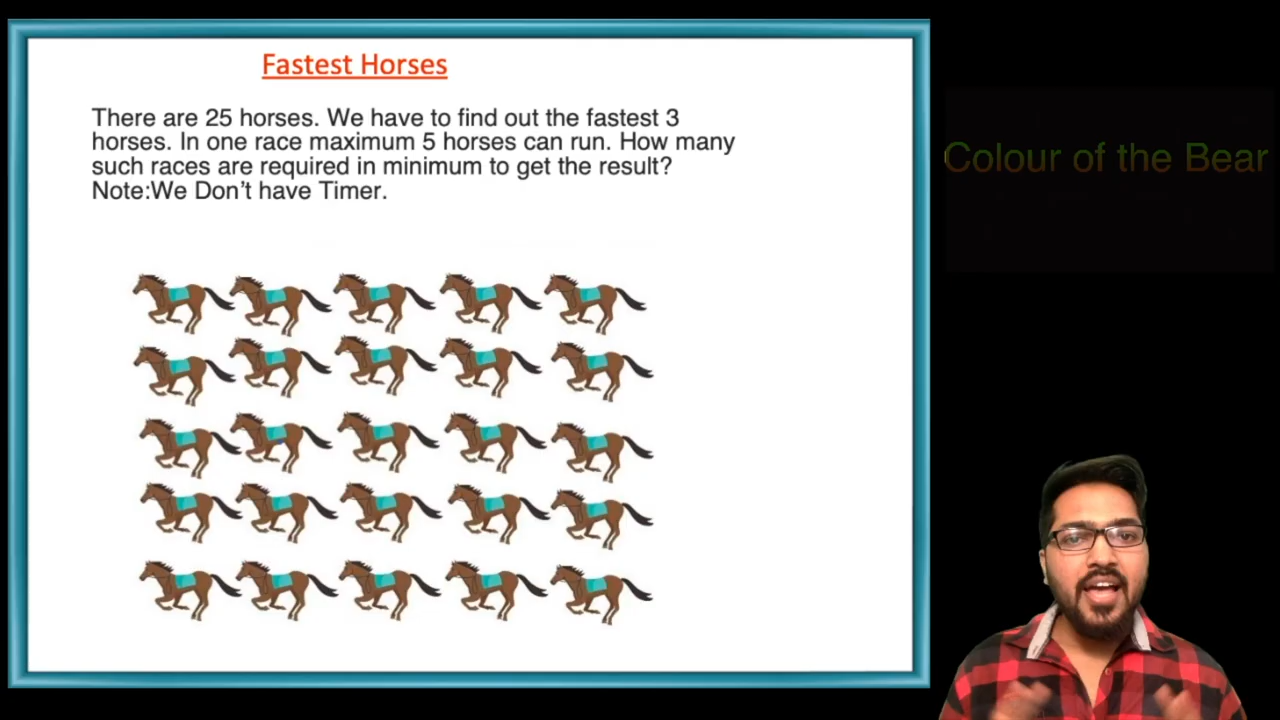 Fastest Horses
There are 25 horses. We have to find out the fastest 3
horses. In one race maximum 5 horses can run. How many
such races are required in minimum to get the result?
Note:We Don't have Timer.
Colour of the Bear